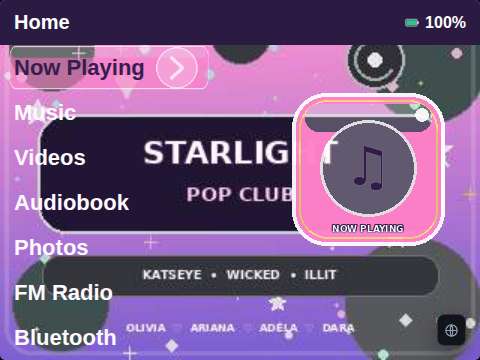 Home
100%
Now Playing
Music
Videos
Audiobook
Photos
FM Radio
Bluetooth
POP CLUB
NOW PLAYING
KATSEYE • WICKED • ILLIT
OLIVIA ♡ ARIANA ♡ ADELA ♡ DARA